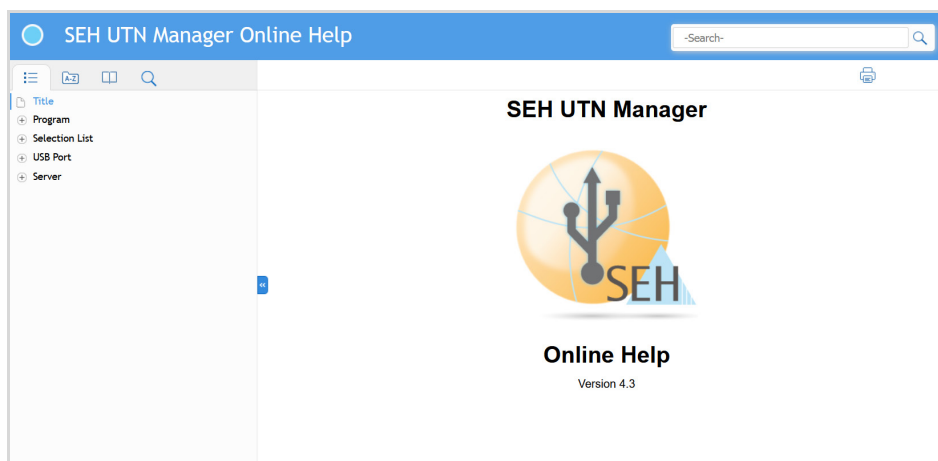 SEH UTN Manager Online Help
-Search-
A-Z
Title
Program
Selection List
USB Port
Server
SEH UTN Manager
SEH
Online Help
Version 4.3